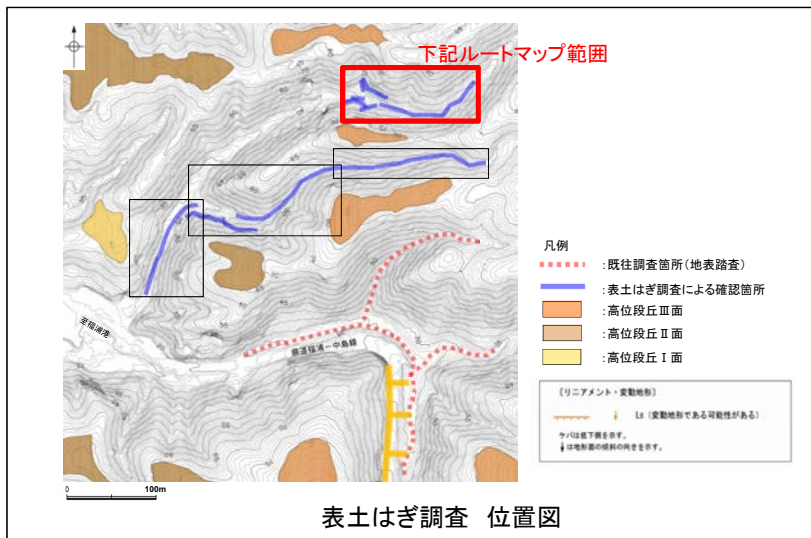 下記ルートマップ範囲
至福浦港
県道福浦ー中島線
0
100m
凡例
:既往調査箇所(地表踏査)
:表土はぎ調査による確認箇所
:高位段丘Ⅲ面
:高位段丘Ⅱ面
:高位段丘Ⅰ面
〔リニアメント・変動地形〕
Ls (変動地形である可能性がある)
ケバは低下側を示す。
↓は地形面の傾斜の向きを示す。
表土はぎ調査 位置図